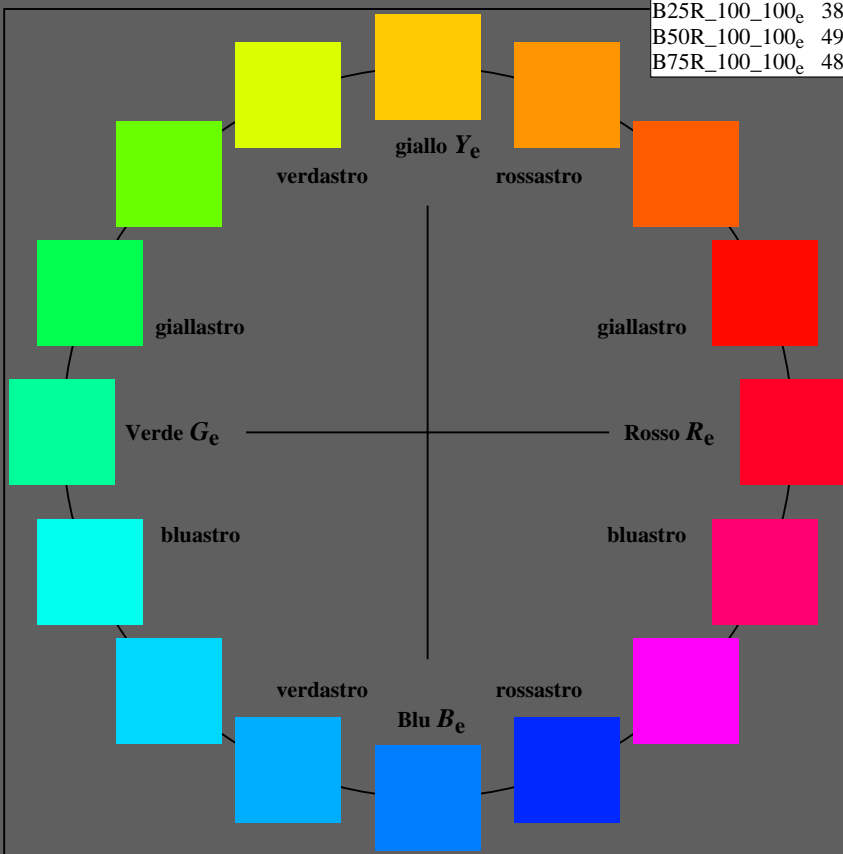 B25R_100_100e 38
B50R_100_100e 49
B75R_100_100e 48
giallo Ye
verdastro rossastro
giallastro giallastro
Verde Ge Rosso Re
bluastro bluastro
verdastro rossastro
Blu Be